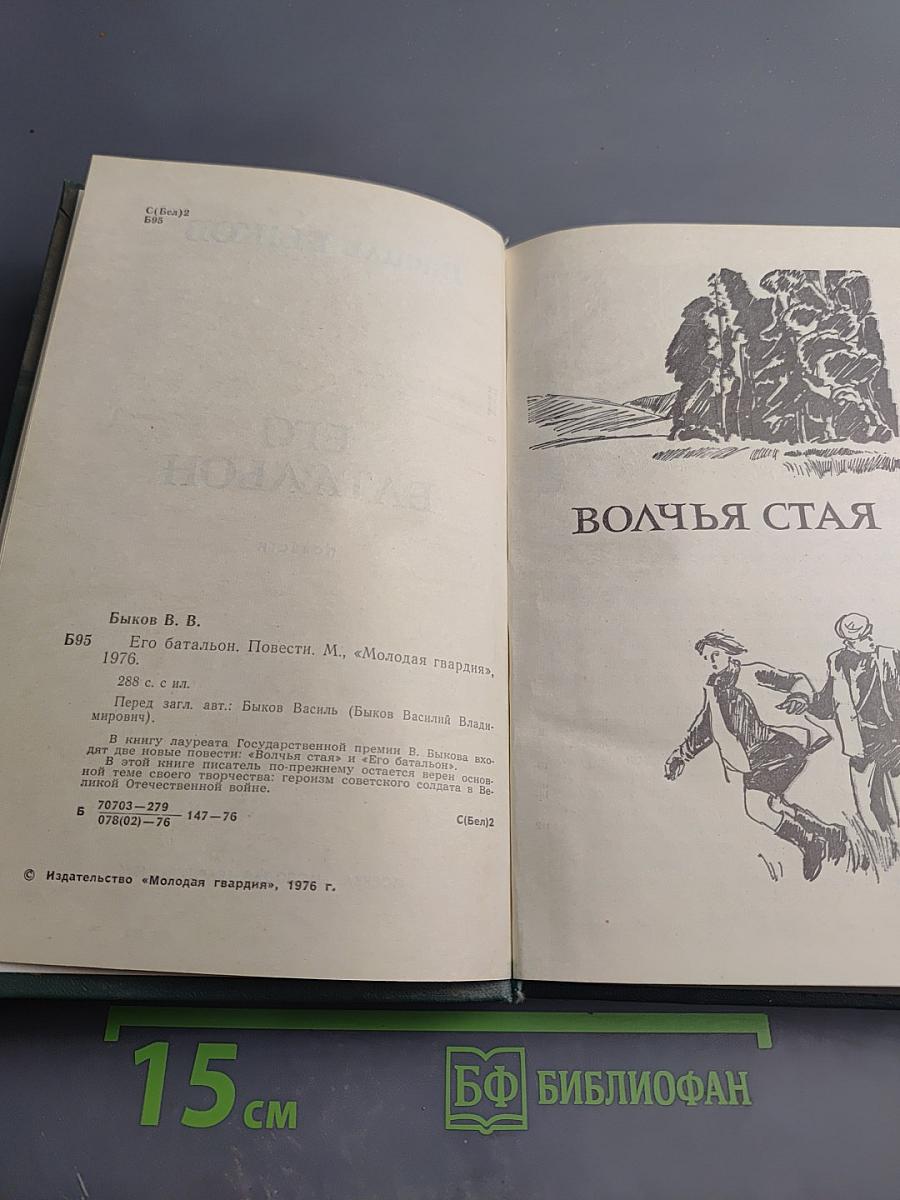 С(Бел)2
Б95
Быков В. В.
Б95 Его батальон. Повести. М., «Молодая гвардия»,
1976.
288 с. с ил.
Перед загл. авт.: Быков Василь (Быков Василий Влади-
мирович).
В книгу лауреата Государственной премии В. Быкова вхо-
дят две новые повести: «Волчья стая» и «Его батальон».
В этой книге писатель по-прежнему остается верен основ-
ной теме своего творчества: героизм советского солдата в Ве-
ликой Отечественной войне.
Б 70703—279
078(02)—76 147—76 С(Бел)2
© Издательство «Молодая гвардия», 1976 г.
ВОЛЧЬЯ СТАЯ
15 см
БФ БИБЛИОФАН